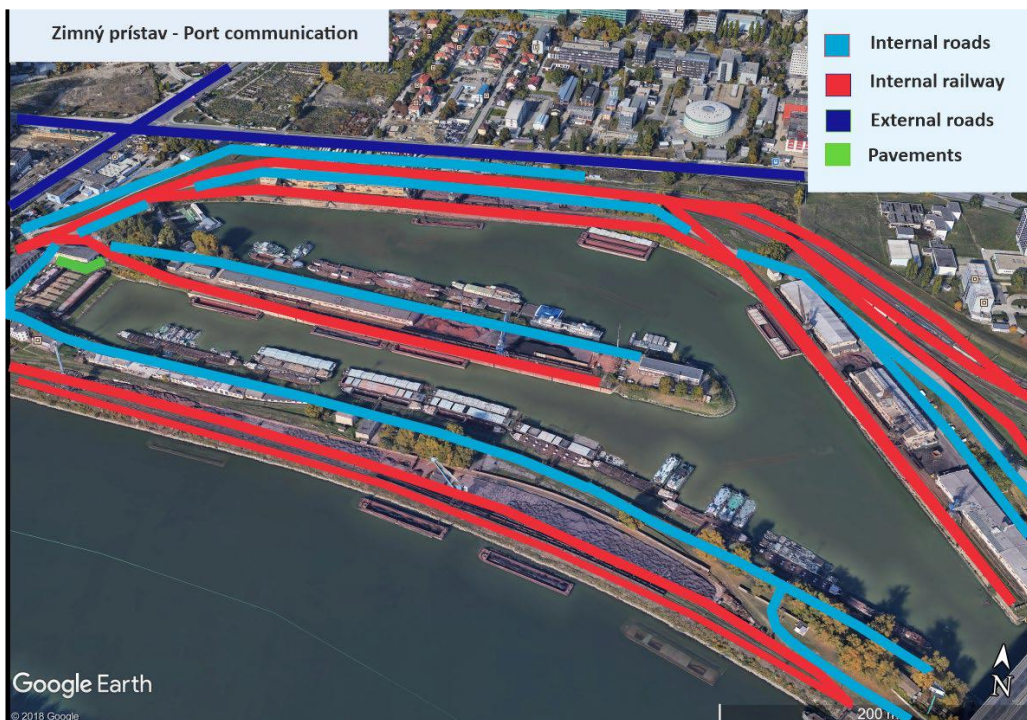 Zimný prístav - Port communication
Internal roads
Internal railway
External roads
Pavements
N
Google Earth
© 2018 Google
200 m